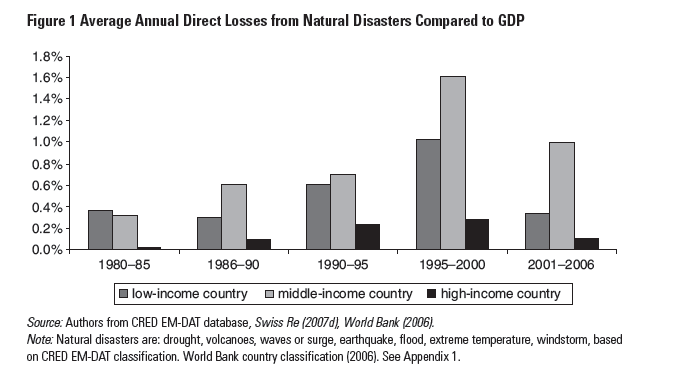 Figure 1 Average Annual Direct Losses from Natural Disasters Compared to GDP
1.8%
1.6%
1.4%
1.2%
1.0%
0.8%
0.6%
0.4%
0.2%
0.0%
1980–85 1986–90 1990–95 1995–2000 2001–2006
low-income country middle-income country high-income country
Source: Authors from CRED EM-DAT database, Swiss Re (2007d), World Bank (2006).
Note: Natural disasters are: drought, volcanoes, waves or surge, earthquake, flood, extreme temperature, windstorm, based
on CRED EM-DAT classification. World Bank country classification (2006). See Appendix 1.